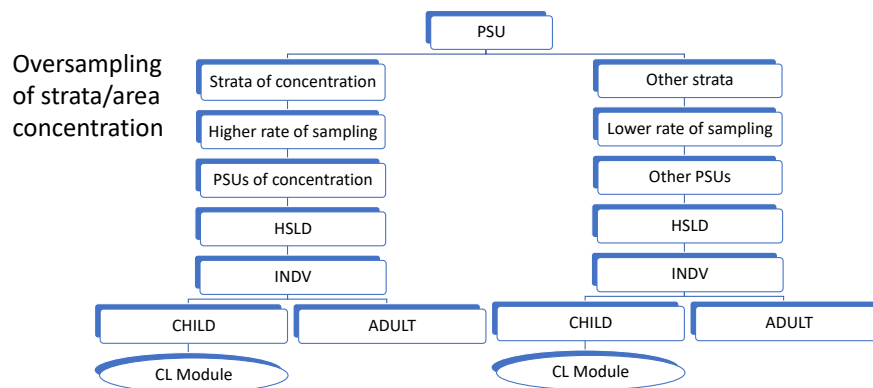 PSU
Oversampling
of strata/area
concentration
Strata of concentration
Other strata
Higher rate of sampling
Lower rate of sampling
PSUs of concentration
Other PSUs
HSLD
HSLD
INDV
INDV
CHILD
ADULT
CHILD
ADULT
CL Module
CL Module